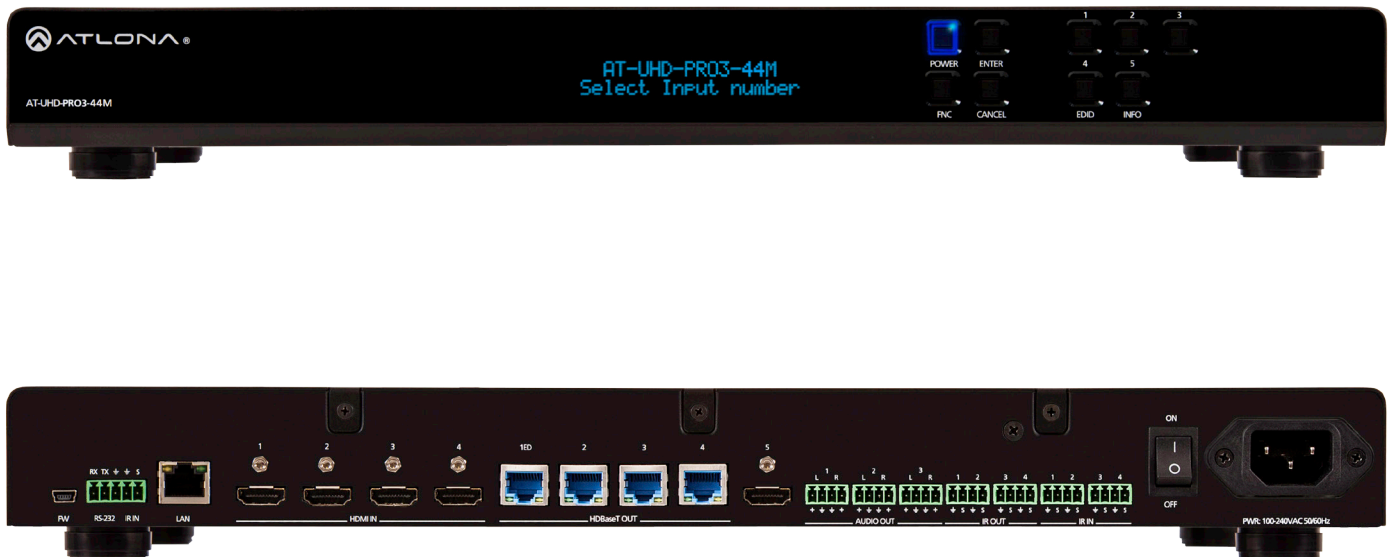 ATLONA®
AT-UHD-PRO3-44M
AT-UHD-PRO3-44M
Select Input number
1 2 3
POWER ENTER 4 5
FNC CANCEL EDID INFO
ON
1 2 3 4 1ED 2 3 4 5
RX TX S
1 2 3 1 2 3 4 1 2 3 4
L R L R L R
I
O
+ + + + + + S S S S S S S S
OFF
FW RS-232 IR IN LAN HDMI IN HDBaseT OUT AUDIO OUT IR OUT IR IN PWR: 100-240VAC 50/60Hz